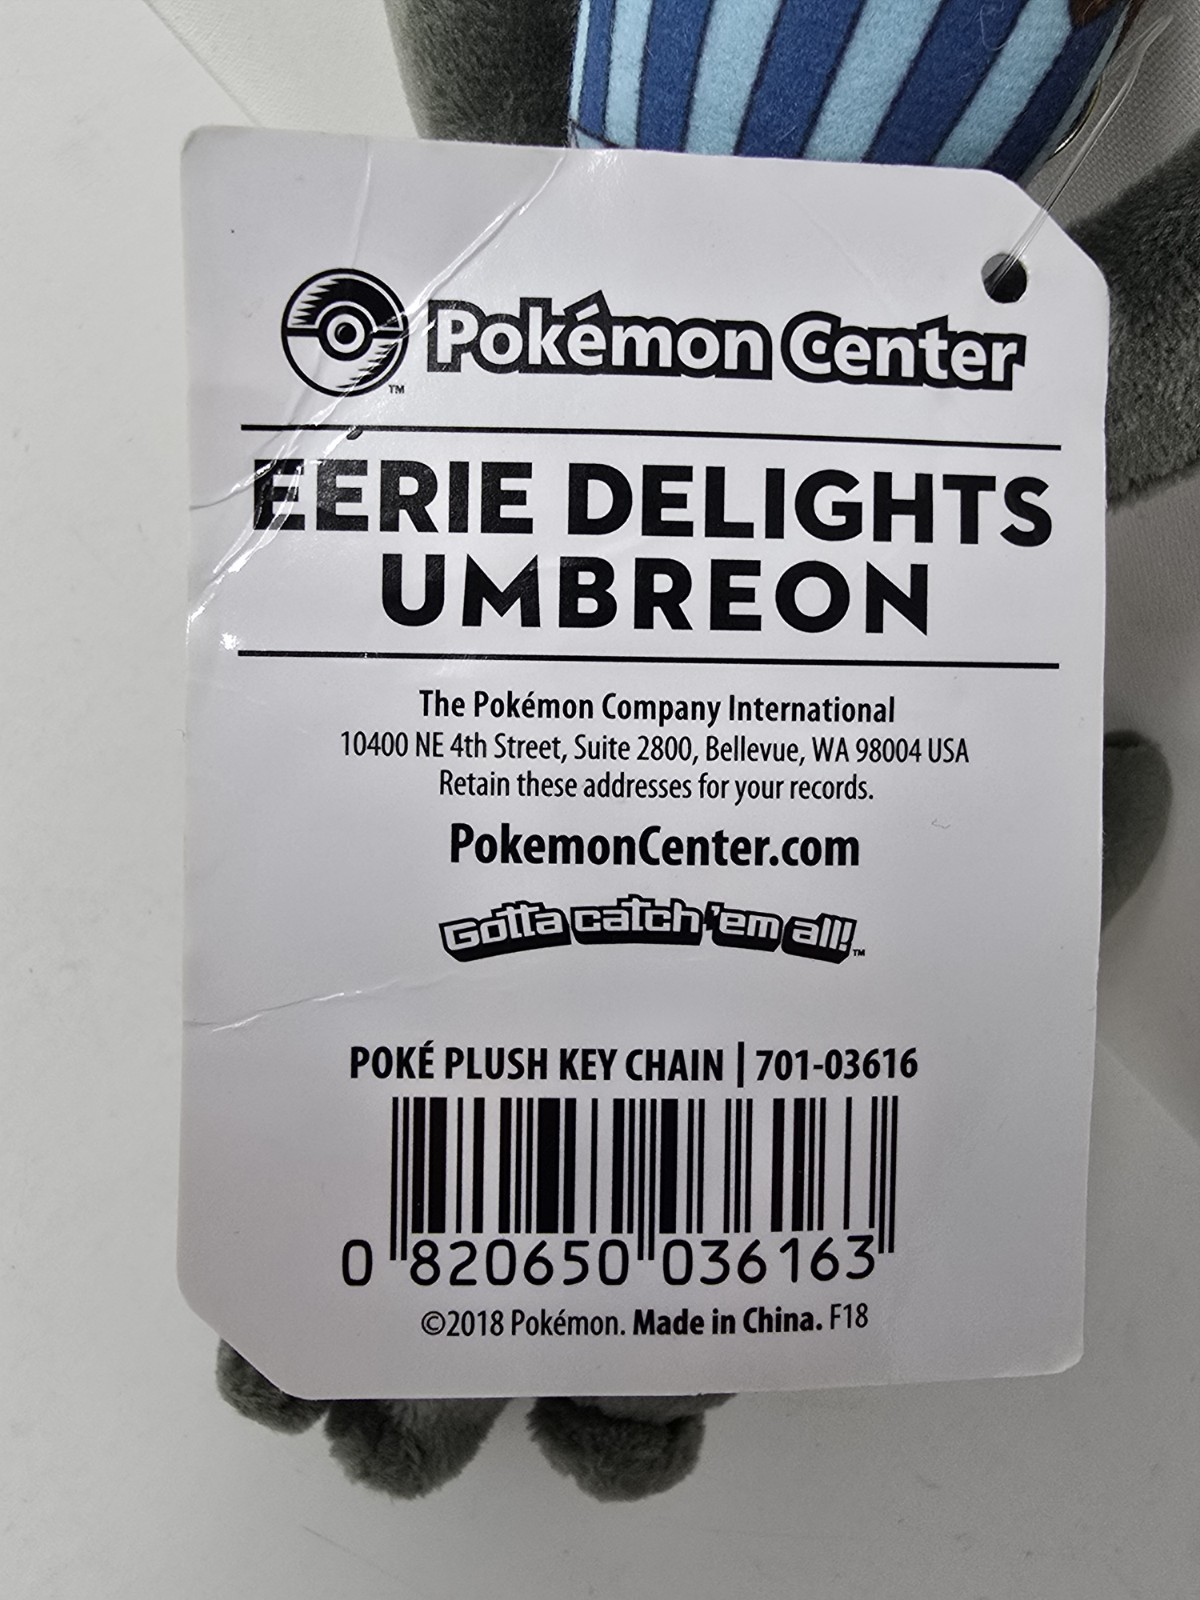 Pokémon Center
TM
EERIE DELIGHTS
UMBREON
The Pokémon Company International
10400 NE 4th Street, Suite 2800, Bellevue, WA 98004 USA
Retain these addresses for your records.
PokemonCenter.com
Gotta catch 'em all!™
POKÉ PLUSH KEY CHAIN | 701-03616
0 820650 036163
©2018 Pokémon. Made in China. F18